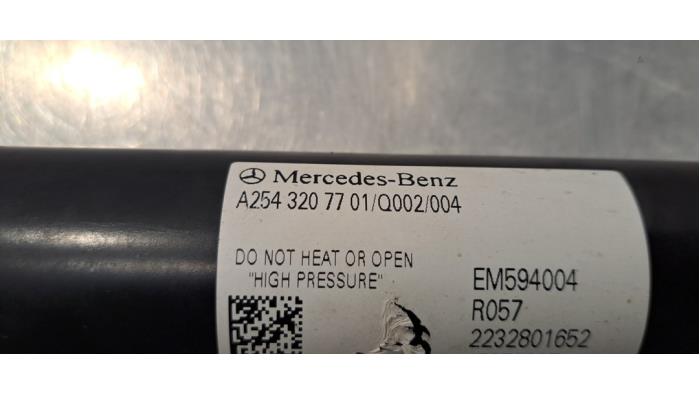 Mercedes-Benz
A254 320 77 01/Q002/004
DO NOT HEAT OR OPEN
"HIGH PRESSURE"
EM594004
R057
2232801652